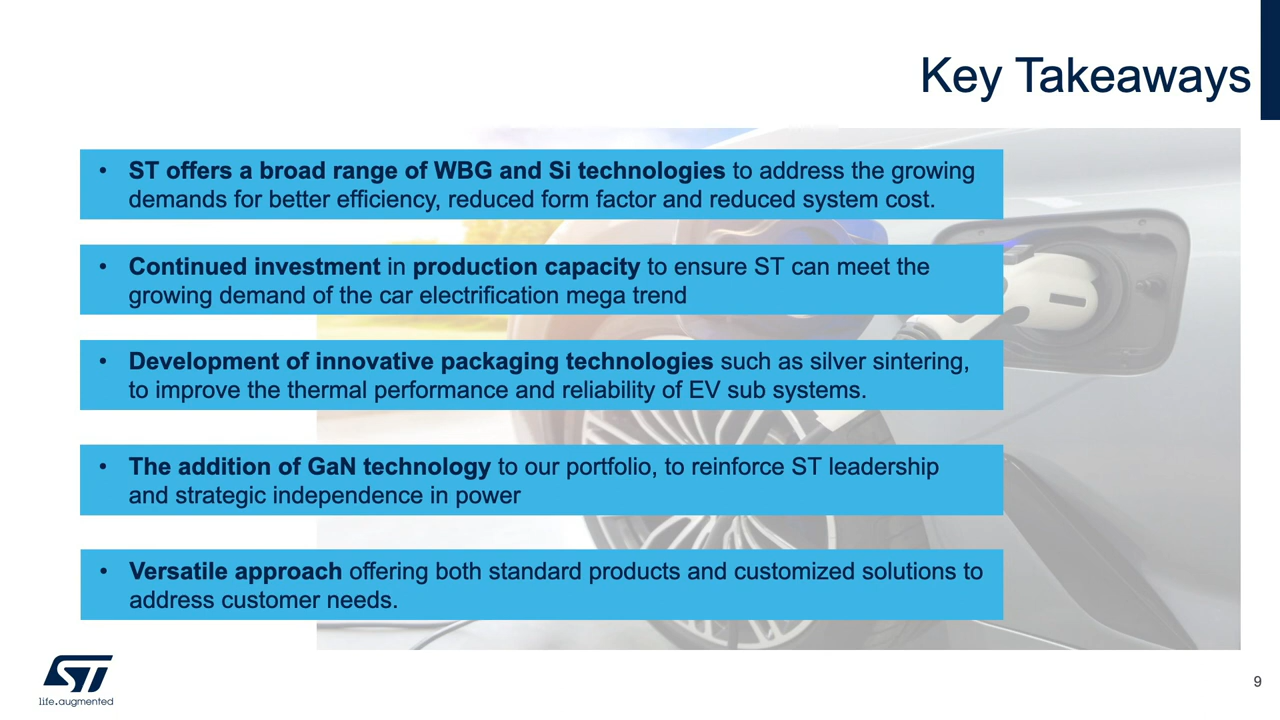 Key Takeaways
• ST offers a broad range of WBG and Si technologies to address the growing
demands for better efficiency, reduced form factor and reduced system cost.
• Continued investment in production capacity to ensure ST can meet the
growing demand of the car electrification mega trend
• Development of innovative packaging technologies such as silver sintering,
to improve the thermal performance and reliability of EV sub systems.
• The addition of GaN technology to our portfolio, to reinforce ST leadership
and strategic independence in power
• Versatile approach offering both standard products and customized solutions to
address customer needs.
ST
life.augmented
9